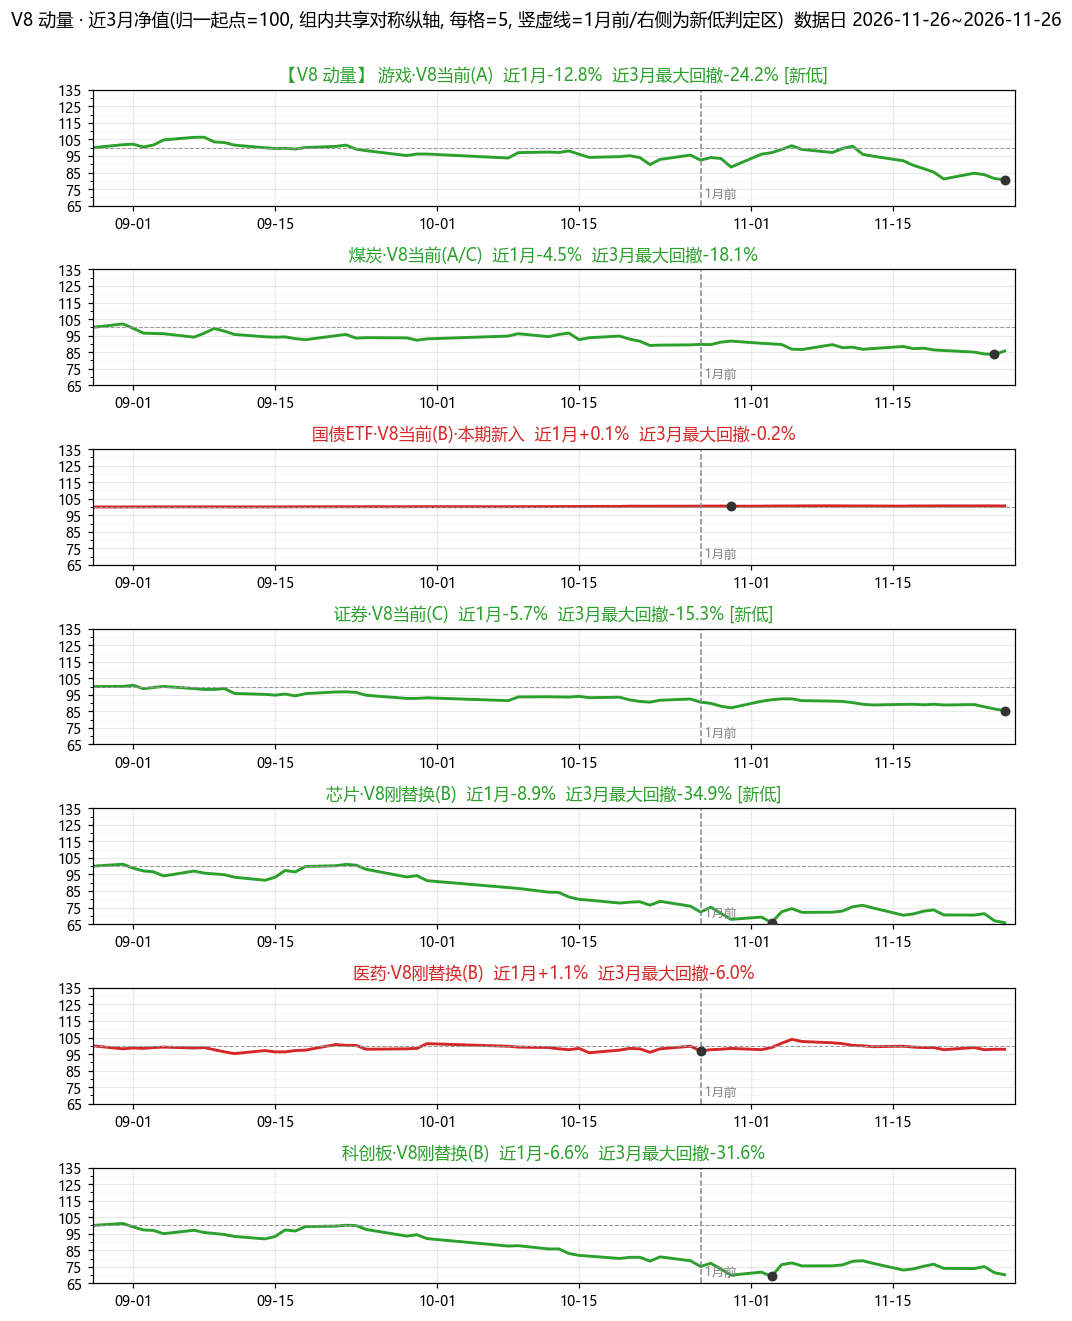 V8 动量 · 近3月净值(归一起点=100, 组内共享对称纵轴, 每格=5, 竖虚线=1月前/右侧为新低判定区)  数据日 2026-11-26~2026-11-26
【V8 动量】 游戏·V8当前(A)  近1月-12.8%  近3月最大回撤-24.2% [新低]
135
125
115
105
95
85
75
65
1月前
09-01 09-15 10-01 10-15 11-01 11-15
煤炭·V8当前(A/C)  近1月-4.5%  近3月最大回撤-18.1%
135
125
115
105
95
85
75
65
1月前
09-01 09-15 10-01 10-15 11-01 11-15
国债ETF·V8当前(B)·本期新入  近1月+0.1%  近3月最大回撤-0.2%
135
125
115
105
95
85
75
65
1月前
09-01 09-15 10-01 10-15 11-01 11-15
证券·V8当前(C)  近1月-5.7%  近3月最大回撤-15.3% [新低]
135
125
115
105
95
85
75
65
1月前
09-01 09-15 10-01 10-15 11-01 11-15
芯片·V8刚替换(B)  近1月-8.9%  近3月最大回撤-34.9% [新低]
135
125
115
105
95
85
75
65
1月前
09-01 09-15 10-01 10-15 11-01 11-15
医药·V8刚替换(B)  近1月+1.1%  近3月最大回撤-6.0%
135
125
115
105
95
85
75
65
1月前
09-01 09-15 10-01 10-15 11-01 11-15
科创板·V8刚替换(B)  近1月-6.6%  近3月最大回撤-31.6%
135
125
115
105
95
85
75
65
1月前
09-01 09-15 10-01 10-15 11-01 11-15